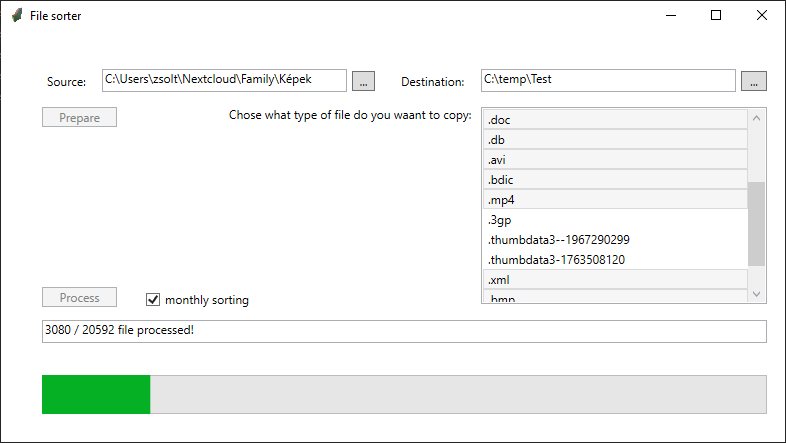 File sorter
Source: C:\Users\zsolt\Nextcloud\Family\Képek ... Destination: C:\temp\Test ...
Prepare Chose what type of file do you waant to copy:
.doc
.db
.avi
.bdic
.mp4
.3gp
.thumbdata3--1967290299
.thumbdata3-1763508120
.xml
.bmp
Process monthly sorting
3080 / 20592 file processed!